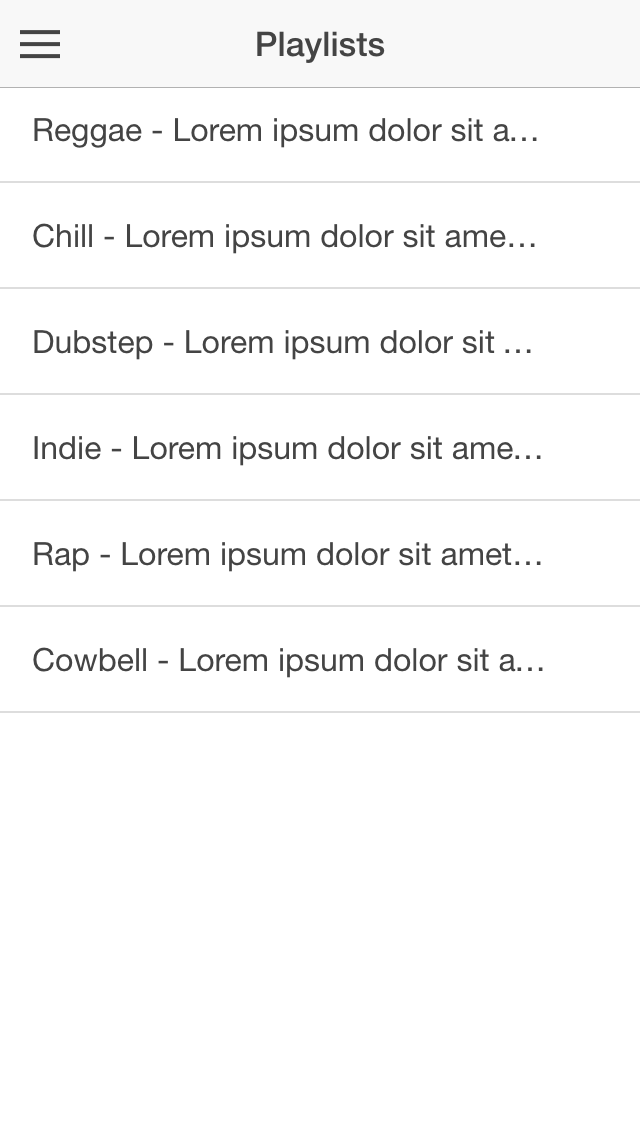 Playlists
Reggae - Lorem ipsum dolor sit a...
Chill - Lorem ipsum dolor sit ame...
Dubstep - Lorem ipsum dolor sit ...
Indie - Lorem ipsum dolor sit ame...
Rap - Lorem ipsum dolor sit amet...
Cowbell - Lorem ipsum dolor sit a...